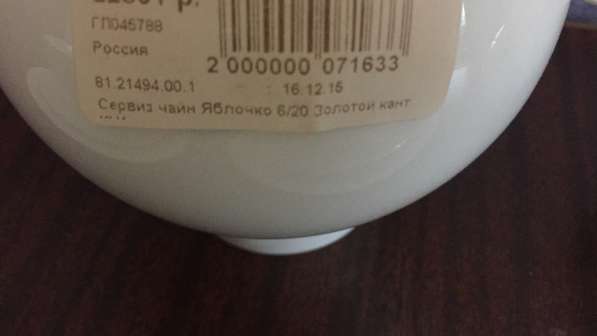 р.
ГЛ045788
Россия
2 000000 071633
81.21494.00.1 16.12.15
Сервиз чайн Яблочко 6/20 Золотой кант